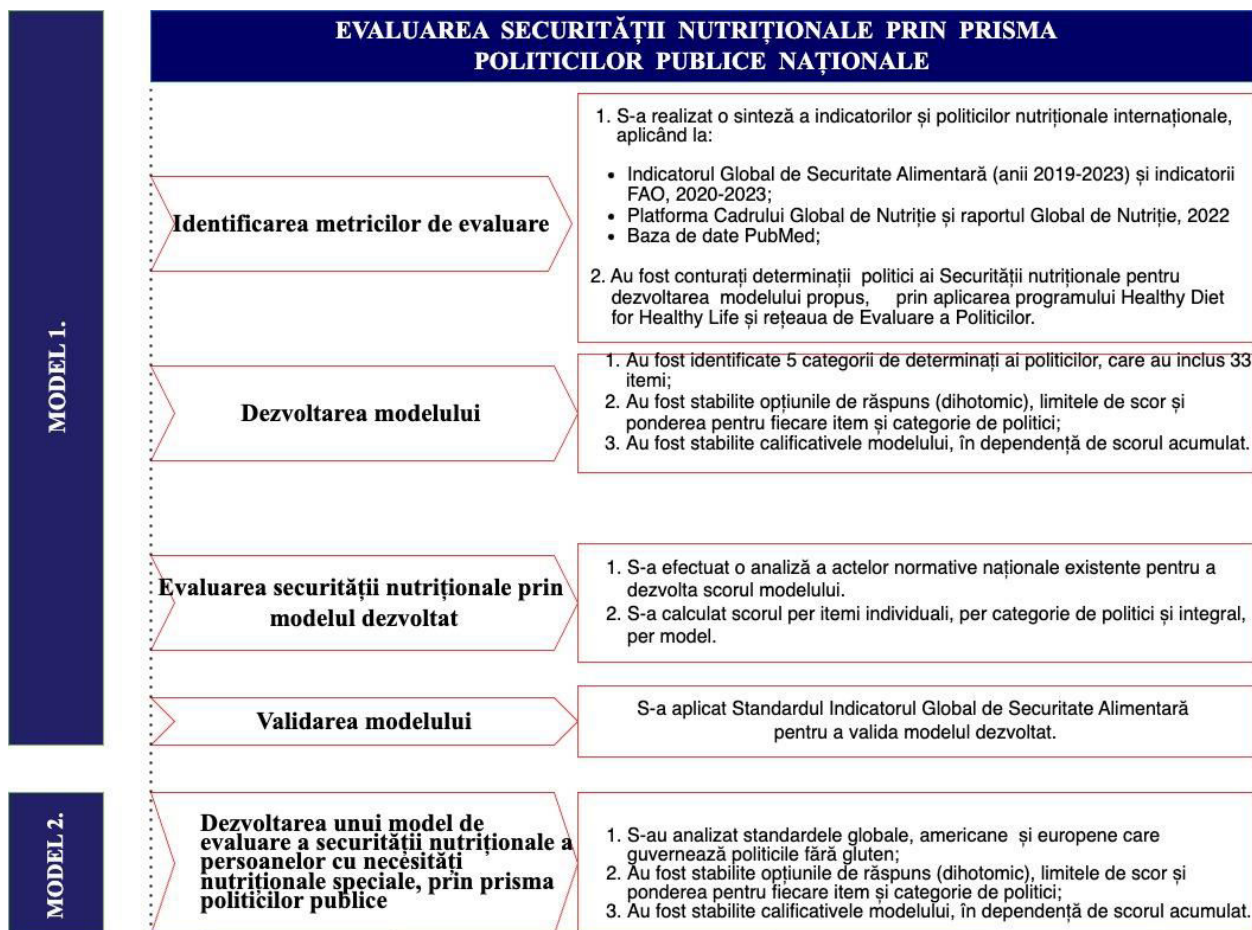 EVALUAREA SECURITĂȚII NUTRIȚIONALE PRIN PRISMA
POLITICILOR PUBLICE NAȚIONALE
MODEL 1.
Identificarea metricilor de evaluare
1. S-a realizat o sinteză a indicatorilor și politicilor nutriționale internaționale,
aplicând la:
• Indicatorul Global de Securitate Alimentară (anii 2019-2023) și indicatorii
FAO, 2020-2023;
• Platforma Cadrului Global de Nutriție și raportul Global de Nutriție, 2022
• Baza de date PubMed;
2. Au fost conturați determinații politici ai Securității nutriționale pentru
dezvoltarea modelului propus, prin aplicarea programului Healthy Diet
for Healthy Life și rețeaua de Evaluare a Politicilor.
Dezvoltarea modelului
1. Au fost identificate 5 categorii de determinați ai politicilor, care au inclus 33
itemi;
2. Au fost stabilite opțiunile de răspuns (dihotomic), limitele de scor și
ponderea pentru fiecare item și categorie de politici;
3. Au fost stabilite calificativele modelului, în dependență de scorul acumulat.
Evaluarea securității nutriționale prin
modelul dezvoltat
1. S-a efectuat o analiză a actelor normative naționale existente pentru a
dezvolta scorul modelului.
2. S-a calculat scorul per itemi individuali, per categorie de politici și integral,
per model.
Validarea modelului
S-a aplicat Standardul Indicatorul Global de Securitate Alimentară
pentru a valida modelul dezvoltat.
MODEL 2.
Dezvoltarea unui model de
evaluare a securității nutriționale a
persoanelor cu necesități
nutriționale speciale, prin prisma
politicilor publice
1. S-au analizat standardele globale, americane și europene care
guvernează politicile fără gluten;
2. Au fost stabilite opțiunile de răspuns (dihotomic), limitele de scor și
ponderea pentru fiecare item și categorie de politici;
3. Au fost stabilite calificativele modelului, în dependență de scorul acumulat.